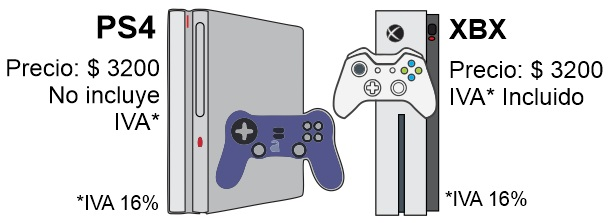 PS4
Precio: $ 3200
No incluye
IVA*
*IVA 16%
XBX
Precio: $ 3200
IVA* Incluido
*IVA 16%